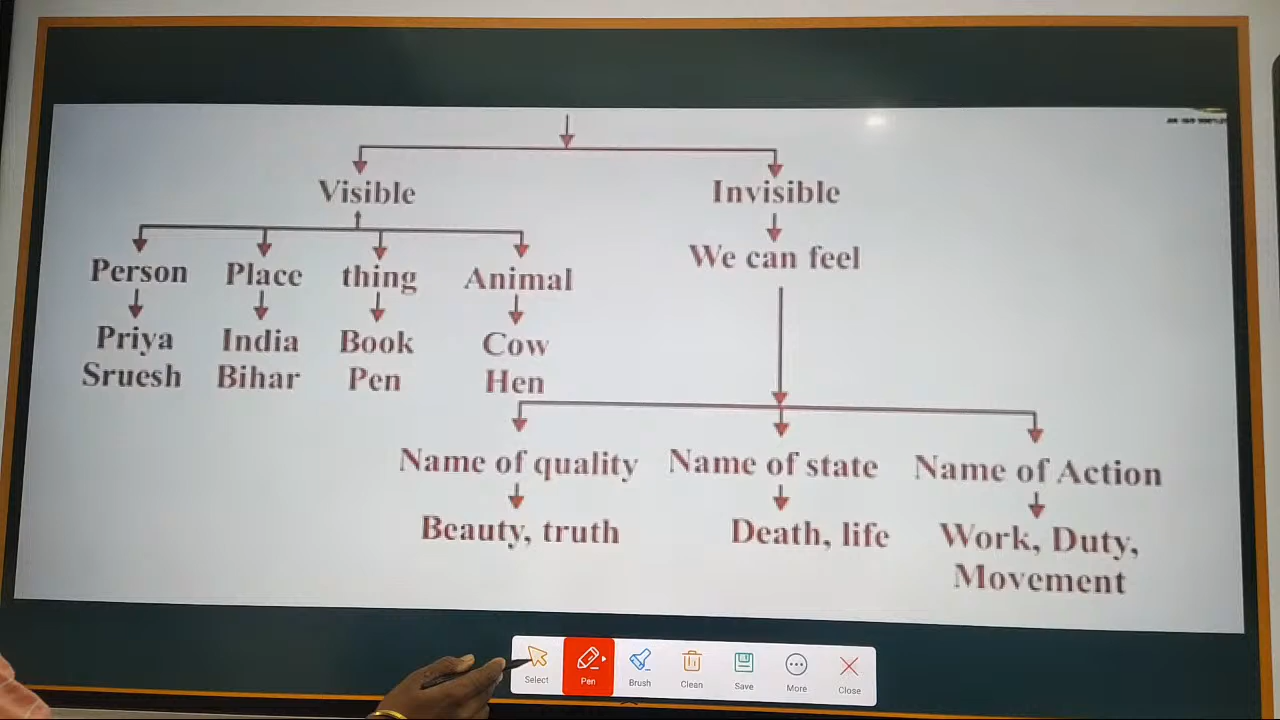 Visible
Invisible
We can feel
Person
Place
thing
Animal
Priya
India
Book
Cow
Sruesh
Bihar
Pen
Hen
Name of quality
Name of state
Name of Action
Beauty, truth
Death, life
Work, Duty,
Movement
Select
Pen
Brush
Clean
Save
More
Close